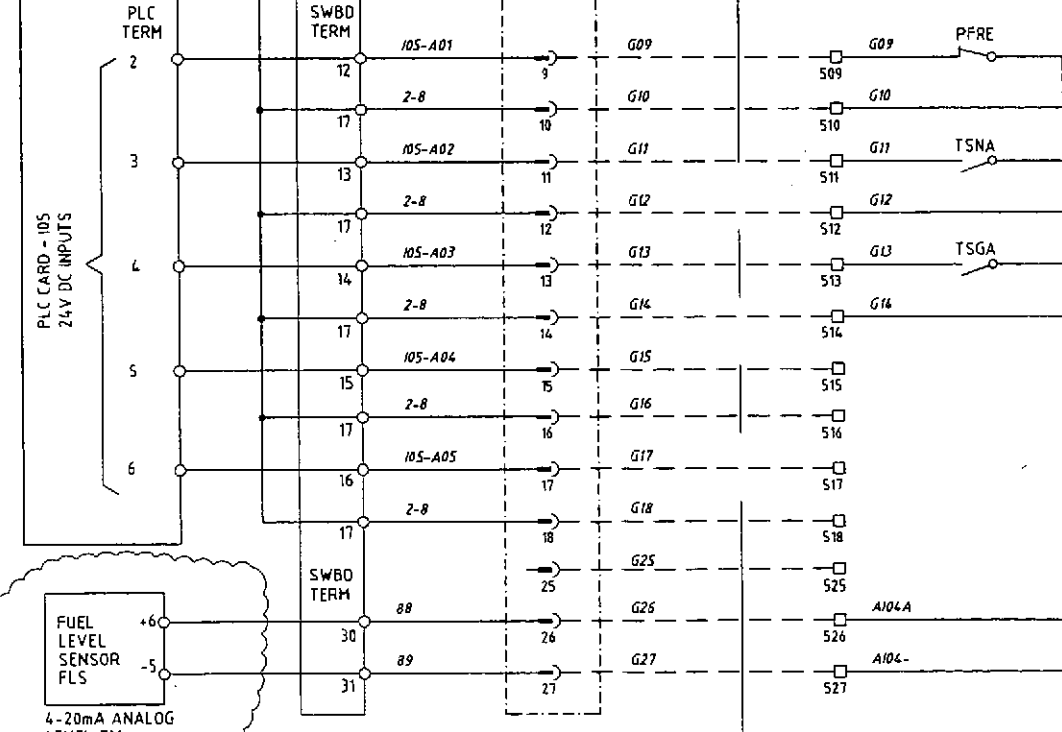 PLC
TERM
SWBD
TERM
2
12
105-A01
9
G09
S09
G09
PFRE
17
2-8
10
G10
S10
G10
3
13
105-A02
11
G11
S11
G11
TSNA
17
2-8
12
G12
S12
G12
4
14
105-A03
13
G13
S13
G13
TSGA
17
2-8
14
G14
S14
G14
5
15
105-A04
15
G15
S15
17
2-8
16
G16
S16
6
16
105-A05
17
G17
S17
17
2-8
18
G18
S18
PLC CARD - 105
24V DC INPUTS
25
G25
S25
SWBD
TERM
FUEL
LEVEL
SENSOR
FLS
+6
30
88
26
G26
S26
A104A
-5
31
89
27
G27
S27
A104-
4-20mA ANALOG